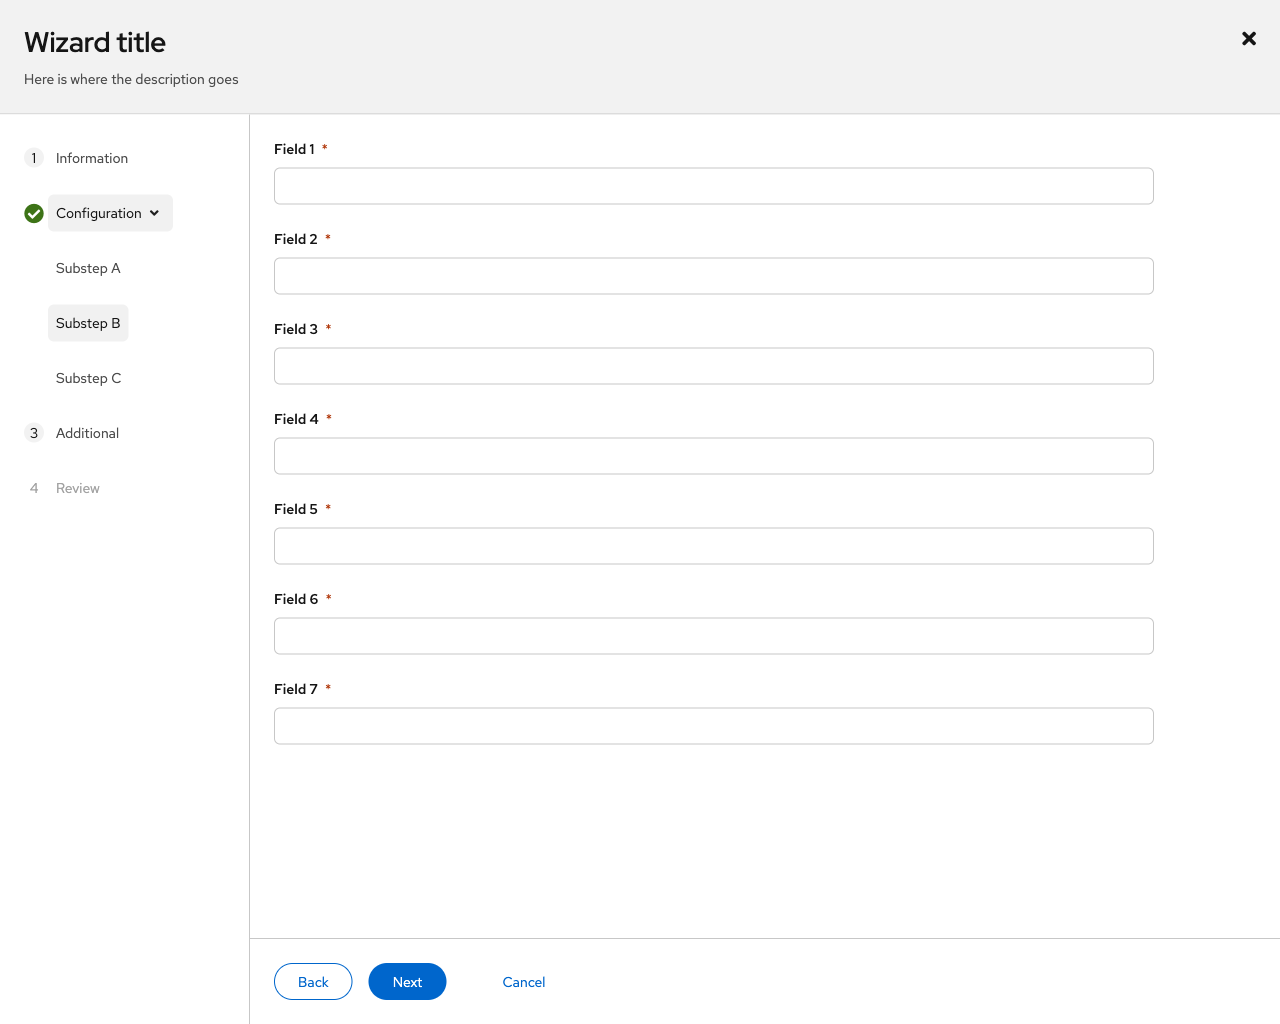 Wizard title
Here is where the description goes
1 Information
Configuration
Substep A
Substep B
Substep C
3 Additional
4 Review
Field 1 *
Field 2 *
Field 3 *
Field 4 *
Field 5 *
Field 6 *
Field 7 *
Back Next Cancel